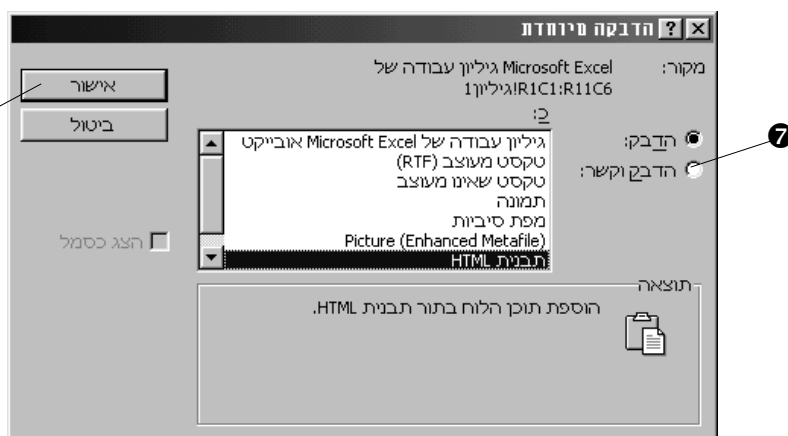 הדבקה מיוחדת
מקור: גיליון עבודה של Microsoft Excel
גיליון1!R1C1:R11C6
כ:
הדבק:
הדבק וקשר:
❼
אובייקט Microsoft Excel גיליון עבודה של
טקסט מעוצב (RTF)
טקסט שאינו מעוצב
תמונה
מפת סיביות
Picture (Enhanced Metafile)
תבנית HTML
אישור
ביטול
הצג כסמל
תוצאה
הוספת תוכן הלוח בתור תבנית HTML.